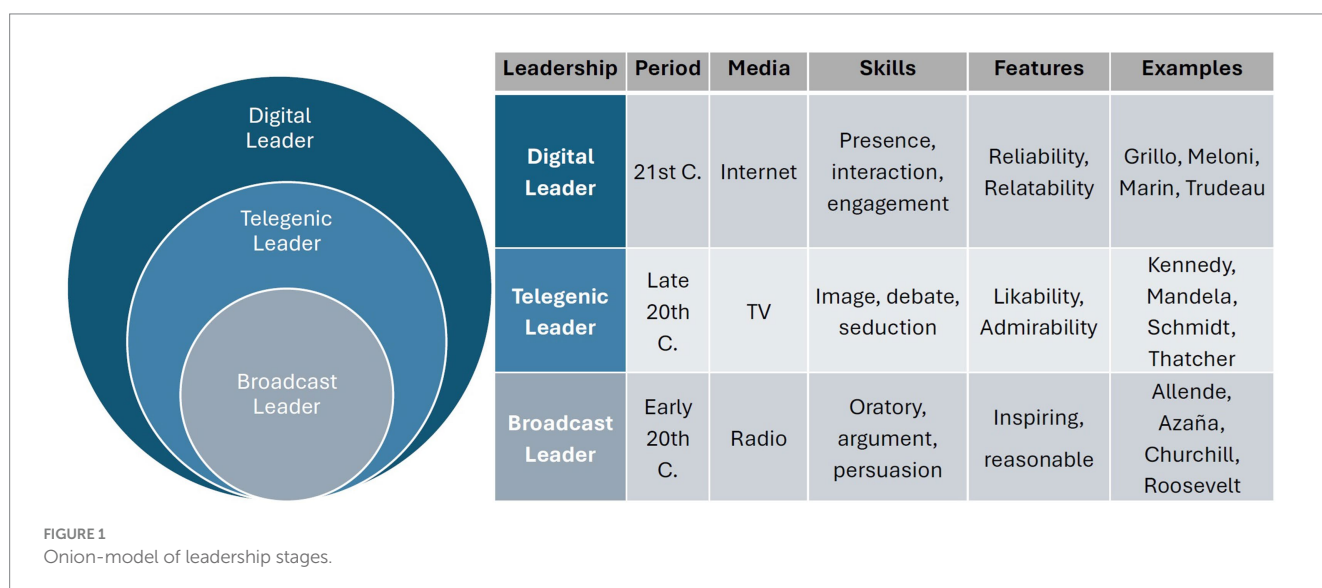 Digital
Leader
Telegenic
Leader
Broadcast
Leader
Leadership Period Media Skills Features Examples
Digital
Leader
21st C.
Internet
Presence,
interaction,
engagement
Reliability,
Relatability
Grillo, Meloni,
Marin, Trudeau
Telegenic
Leader
Late
20th
C.
TV
Image, debate,
seduction
Likability,
Admirability
Kennedy,
Mandela,
Schmidt,
Thatcher
Broadcast
Leader
Early
20th
C.
Radio
Oratory,
argument,
persuasion
Inspiring,
reasonable
Allende,
Azaña,
Churchill,
Roosevelt
FIGURE 1
Onion-model of leadership stages.